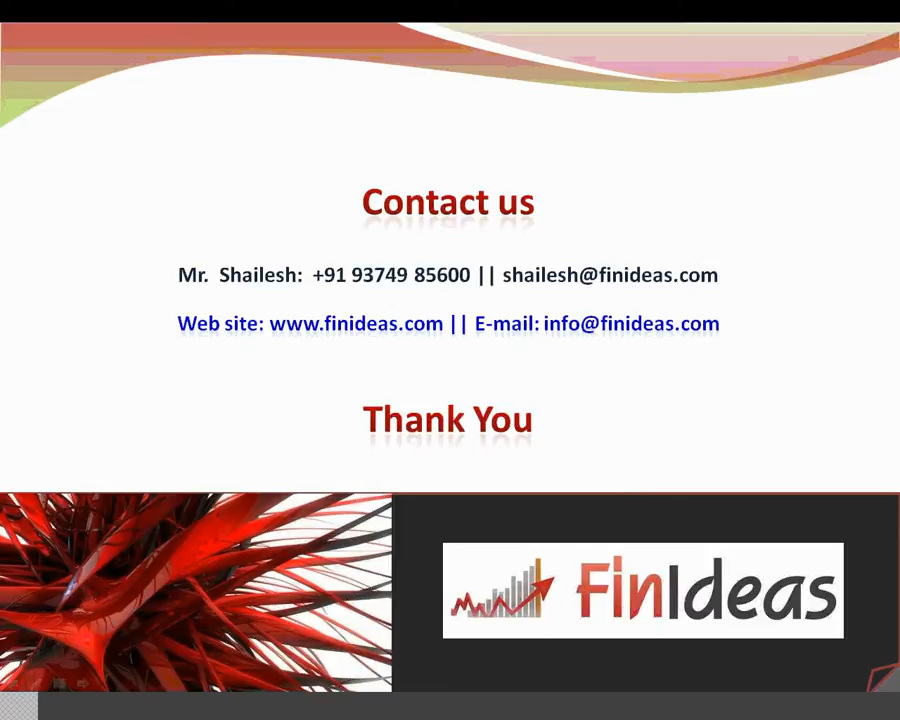 Contact us
Mr. Shailesh: +91 93749 85600 || shailesh@finideas.com
Web site: www.finideas.com || E-mail: info@finideas.com
Thank You
FinIdeas